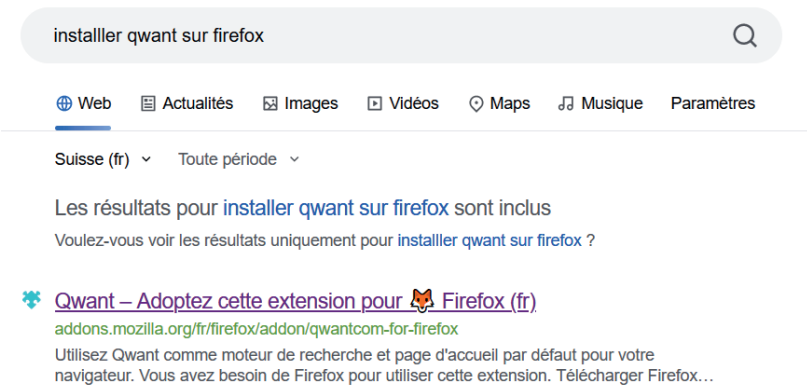 installler qwant sur firefox
Web Actualités Images Vidéos Maps Musique Paramètres
Suisse (fr) Toute période
Les résultats pour installer qwant sur firefox sont inclus
Voulez-vous voir les résultats uniquement pour installler qwant sur firefox ?
Qwant – Adoptez cette extension pour 🦊 Firefox (fr)
addons.mozilla.org/fr/firefox/addon/qwantcom-for-firefox
Utilisez Qwant comme moteur de recherche et page d'accueil par défaut pour votre
navigateur. Vous avez besoin de Firefox pour utiliser cette extension. Télécharger Firefox…